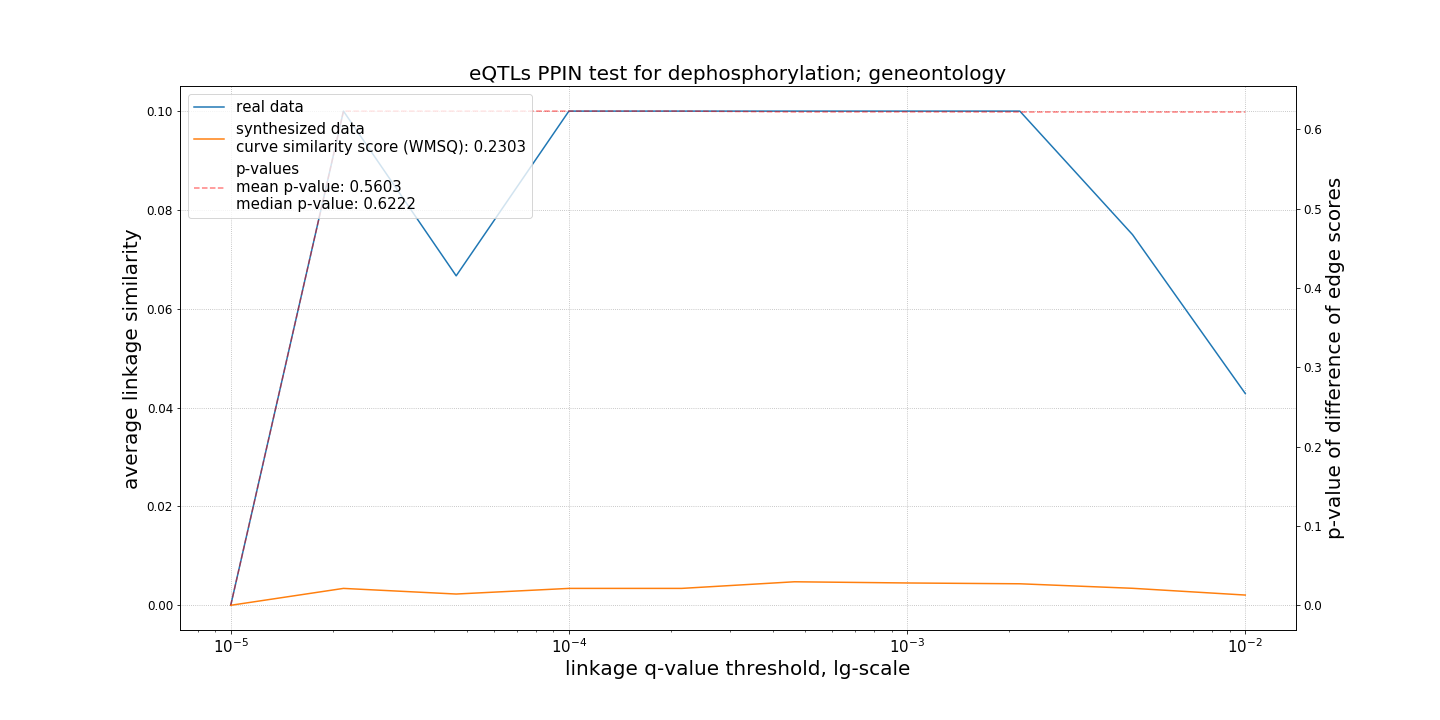 eQTLs PPIN test for dephosphorylation; geneontology
real data
synthesized data
curve similarity score (WMSQ): 0.2303
p-values
mean p-value: 0.5603
median p-value: 0.6222
average linkage similarity
0.10
0.08
0.06
0.04
0.02
0.00
p-value of difference of edge scores
0.6
0.5
0.4
0.3
0.2
0.1
0.0
10⁻⁵ 10⁻⁴ 10⁻³ 10⁻²
linkage q-value threshold, lg-scale